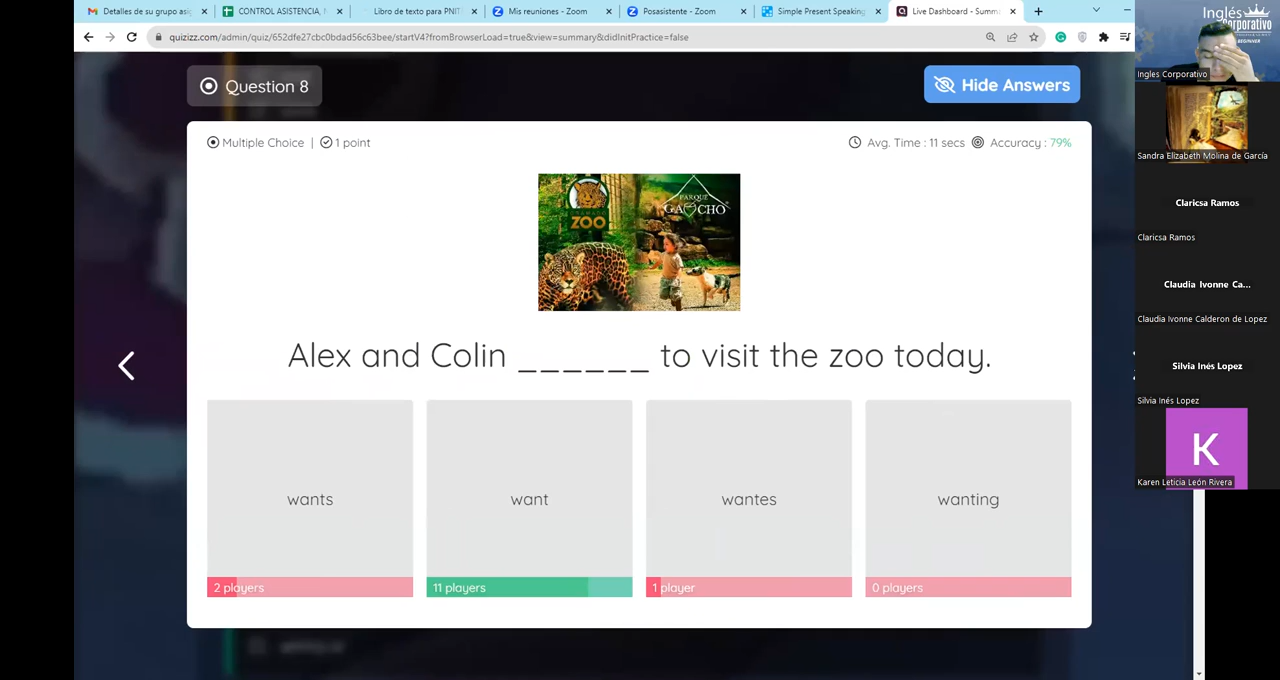 Detalles de su grupo asig
CONTROL ASISTENCIA,
Libro de texto para PNIT
Mis reuniones - Zoom
Posasistente - Zoom
Simple Present Speaking
Live Dashboard - Summ
quizizz.com/admin/quiz/652dfe27cbc0bdad56c63bee/startV4?fromBrowserLoad=true&view=summary&didInitPractice=false
Inglés
Corporativo
BEGINNER
Ingles Corporativo
Question 8
Hide Answers
Multiple Choice | 1 point
Avg. Time : 11 secs Accuracy : 79%
ZOO
PARQUE
GAUCHO
Alex and Colin ______ to visit the zoo today.
wants
want
wantes
wanting
2 players
11 players
1 player
0 players
Sandra Elizabeth Molina de García
Claricsa Ramos
Claricsa Ramos
Claudia Ivonne Ca...
Claudia Ivonne Calderon de Lopez
Silvia Inés Lopez
Silvia Inés Lopez
K
Karen Leticia León Rivera